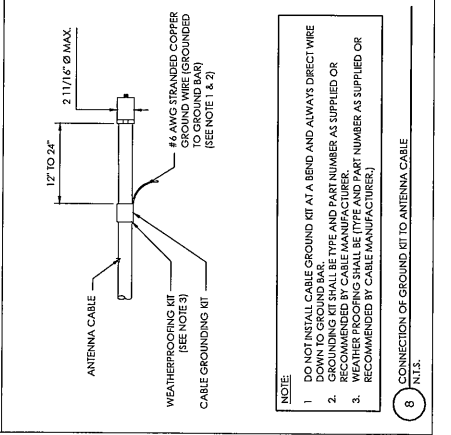 2 11/16" Ø MAX.
12" TO 24"
#6 AWG STRANDED COPPER
GROUND WIRE (GROUNDED
TO GROUND BAR)
(SEE NOTE 1 & 2)
ANTENNA CABLE
WEATHERPROOFING KIT
(SEE NOTE 3)
CABLE GROUNDING KIT
NOTE:
1 DO NOT INSTALL CABLE GROUND KIT AT A BEND AND ALWAYS DIRECT WIRE
DOWN TO GROUND BAR.
2. GROUNDING KIT SHALL BE TYPE AND PART NUMBER AS SUPPLIED OR
RECOMMENDED BY CABLE MANUFACTURER.
3. WEATHER PROOFING SHALL BE (TYPE AND PART NUMBER AS SUPPLIED OR
RECOMMENDED BY CABLE MANUFACTURER.)
8 CONNECTION OF GROUND KIT TO ANTENNA CABLE
N.T.S.